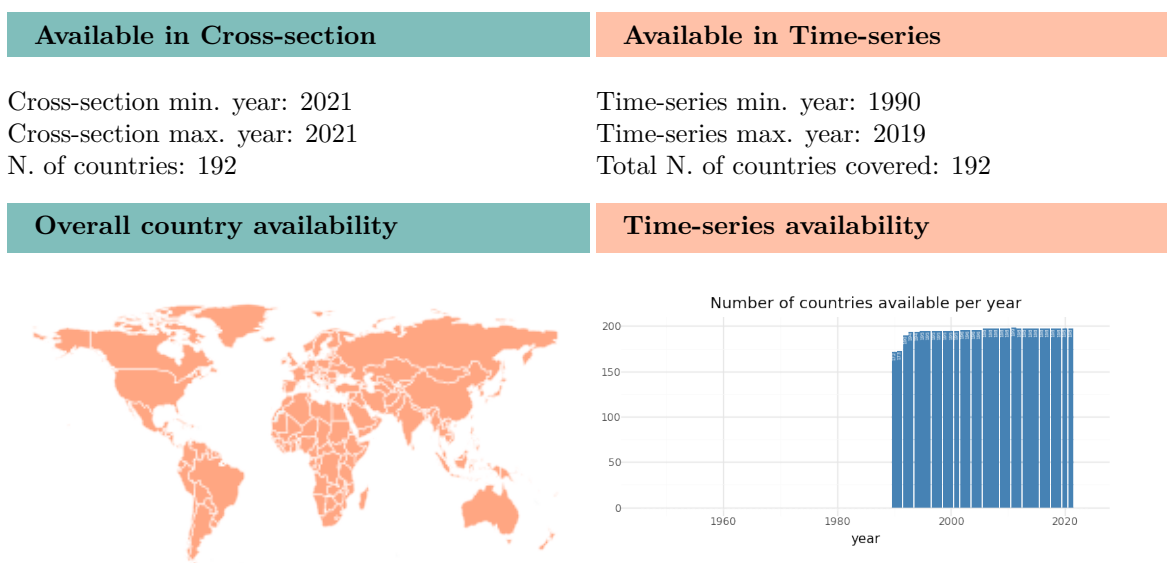 Available in Cross-section
Available in Time-series
Cross-section min. year: 2021
Cross-section max. year: 2021
N. of countries: 192
Time-series min. year: 1990
Time-series max. year: 2019
Total N. of countries covered: 192
Overall country availability
Time-series availability
Number of countries available per year
200
150
100
50
0
1960 1980 2000 2020
year